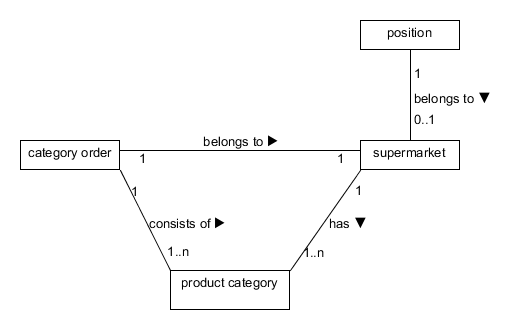 position
1
belongs to ▼
0..1
belongs to ▶
category order
supermarket
1
1
1
1
consists of ▶
has ▼
1..n
1..n
product category